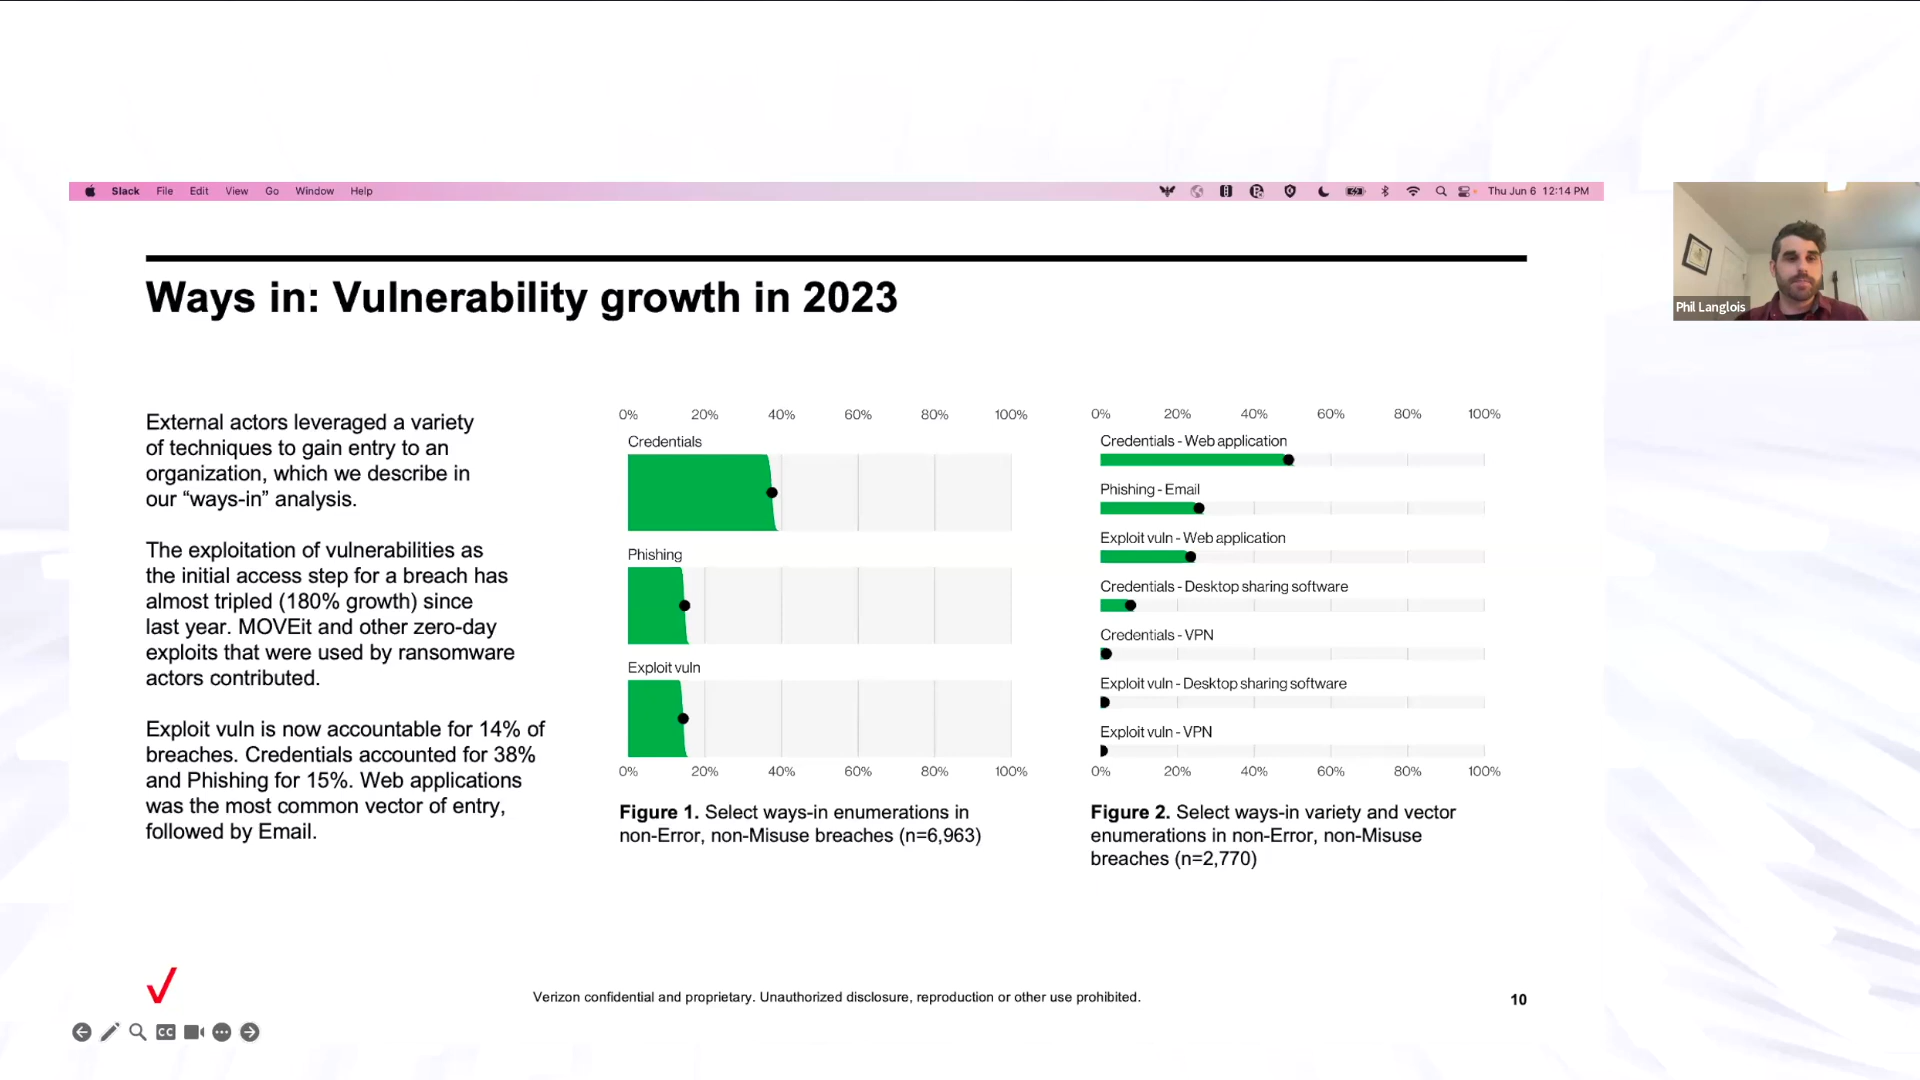 Slack File Edit View Go Window Help
Thu Jun 6 12:14 PM
Phil Langlois
Ways in: Vulnerability growth in 2023
External actors leveraged a variety
of techniques to gain entry to an
organization, which we describe in
our “ways-in” analysis.
The exploitation of vulnerabilities as
the initial access step for a breach has
almost tripled (180% growth) since
last year. MOVEit and other zero-day
exploits that were used by ransomware
actors contributed.
Exploit vuln is now accountable for 14% of
breaches. Credentials accounted for 38%
and Phishing for 15%. Web applications
was the most common vector of entry,
followed by Email.
0% 20% 40% 60% 80% 100%
Credentials
Phishing
Exploit vuln
0% 20% 40% 60% 80% 100%
Figure 1. Select ways-in enumerations in
non-Error, non-Misuse breaches (n=6,963)
0% 20% 40% 60% 80% 100%
Credentials - Web application
Phishing - Email
Exploit vuln - Web application
Credentials - Desktop sharing software
Credentials - VPN
Exploit vuln - Desktop sharing software
Exploit vuln - VPN
0% 20% 40% 60% 80% 100%
Figure 2. Select ways-in variety and vector
enumerations in non-Error, non-Misuse
breaches (n=2,770)
Verizon confidential and proprietary. Unauthorized disclosure, reproduction or other use prohibited.
10
CC